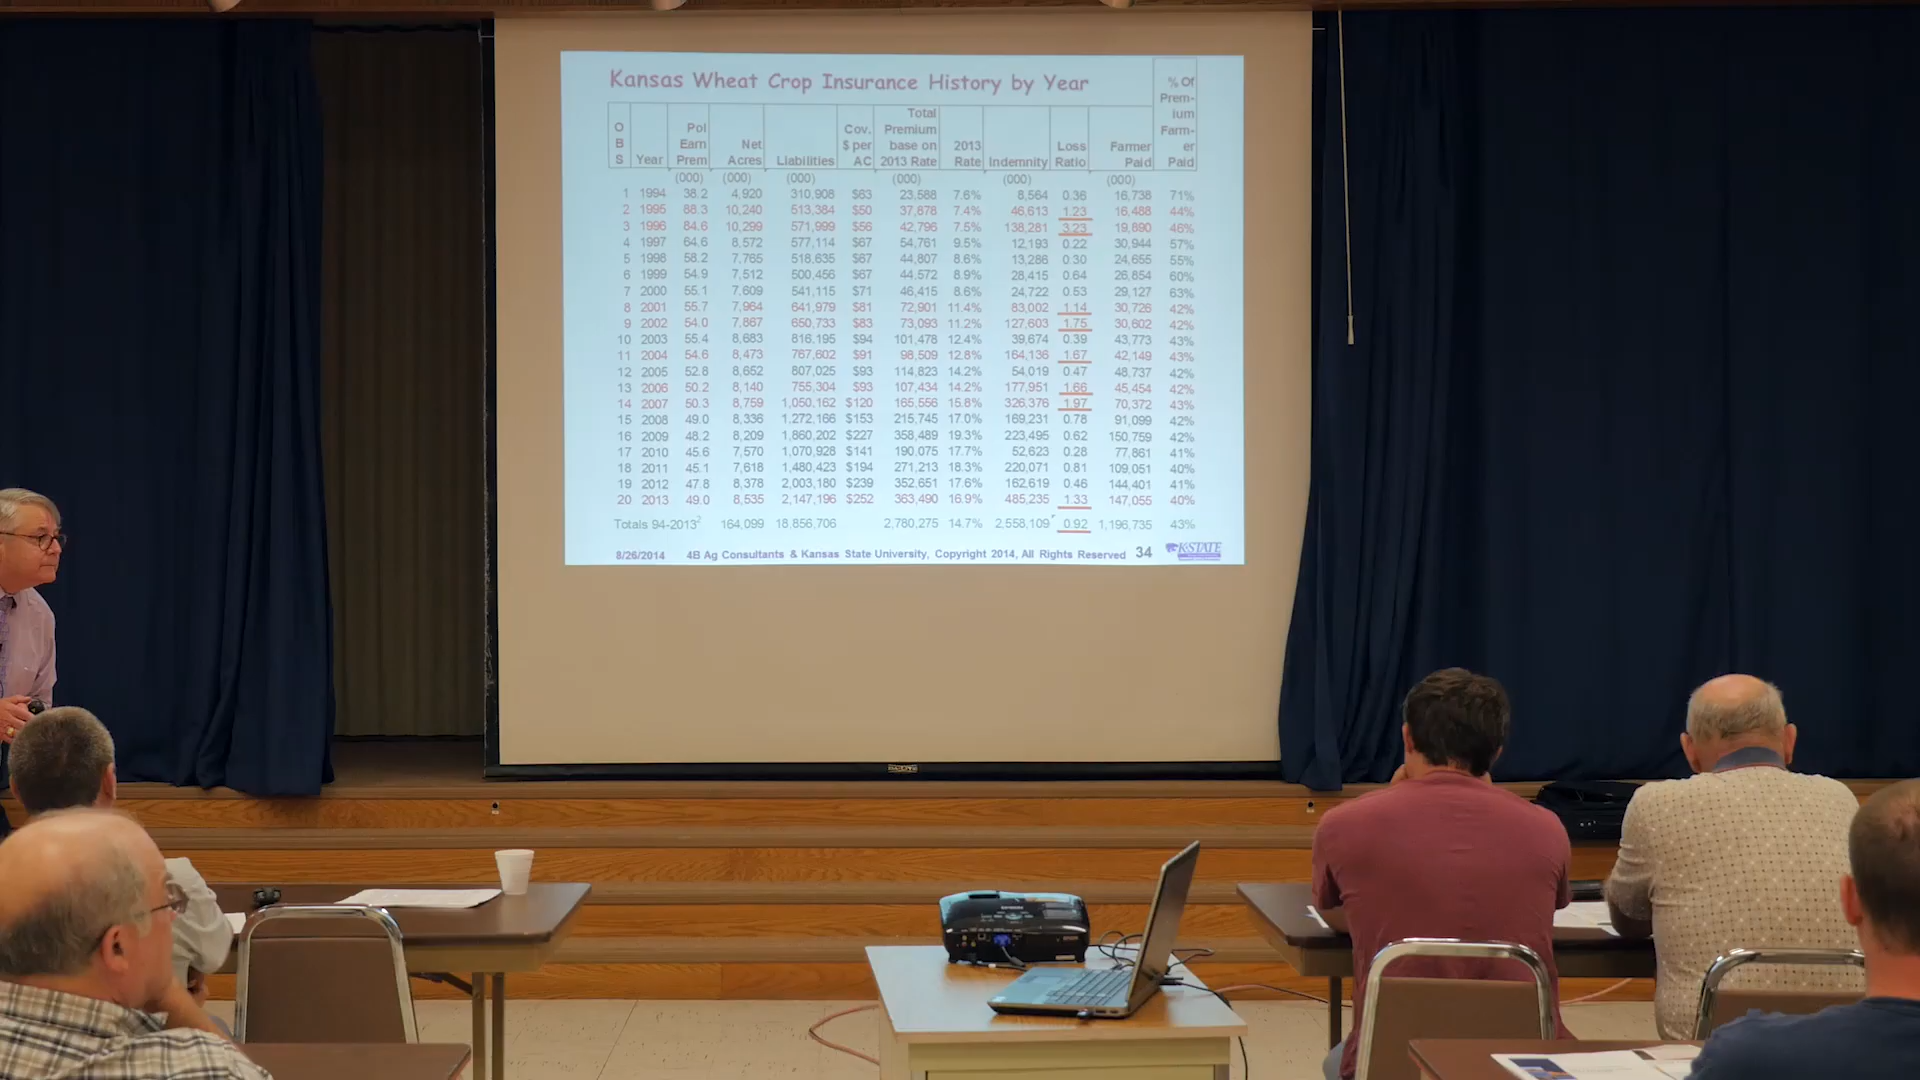 Kansas Wheat Crop Insurance History by Year
OBS Year Pol Earn Prem Net Acres Liabilities Cov. $ per AC Total Premium base on 2013 Rate 2013 Rate Indemnity Loss Ratio Farmer Paid % Of Prem-ium Farm-er Paid
(000) (000) (000) (000) (000) (000)
1 1994 38.2 4,920 310,908 $63 23,588 7.6% 8,564 0.36 16,738 71%
2 1995 88.3 10,240 513,384 $50 37,878 7.4% 46,613 1.23 16,488 44%
3 1996 84.6 10,299 571,999 $56 42,796 7.5% 138,281 3.23 19,890 46%
4 1997 64.6 8,572 577,114 $67 54,761 9.5% 12,193 0.22 30,944 57%
5 1998 58.2 7,765 518,635 $67 44,807 8.6% 13,286 0.30 24,655 55%
6 1999 54.9 7,512 500,456 $67 44,572 8.9% 28,415 0.64 26,854 60%
7 2000 55.1 7,609 541,115 $71 46,415 8.6% 24,722 0.53 29,127 63%
8 2001 55.7 7,964 641,979 $81 72,901 11.4% 83,002 1.14 30,726 42%
9 2002 54.0 7,867 650,733 $83 73,093 11.2% 127,603 1.75 30,602 42%
10 2003 55.4 8,683 816,195 $94 101,478 12.4% 39,674 0.39 43,773 43%
11 2004 54.6 8,473 767,602 $91 98,509 12.8% 164,136 1.67 42,149 43%
12 2005 52.8 8,652 807,025 $93 114,823 14.2% 54,019 0.47 48,737 42%
13 2006 50.2 8,140 755,304 $93 107,434 14.2% 177,951 1.66 45,454 42%
14 2007 50.3 8,759 1,050,162 $120 165,556 15.8% 326,376 1.97 70,372 43%
15 2008 49.0 8,336 1,272,166 $153 215,745 17.0% 169,231 0.78 91,099 42%
16 2009 48.2 8,209 1,860,202 $227 358,489 19.3% 223,495 0.62 150,759 42%
17 2010 45.6 7,570 1,070,928 $141 190,075 17.7% 52,623 0.28 77,861 41%
18 2011 45.1 7,618 1,480,423 $194 271,213 18.3% 220,071 0.81 109,051 40%
19 2012 47.8 8,378 2,003,180 $239 352,651 17.6% 162,619 0.46 144,401 41%
20 2013 49.0 8,535 2,147,196 $252 363,490 16.9% 485,235 1.33 147,055 40%
Totals 94-2013² 164,099 18,856,706 2,780,275 14.7% 2,558,109 0.92 1,196,735 43%
8/26/2014 4B Ag Consultants & Kansas State University, Copyright 2014, All Rights Reserved 34 K-STATE